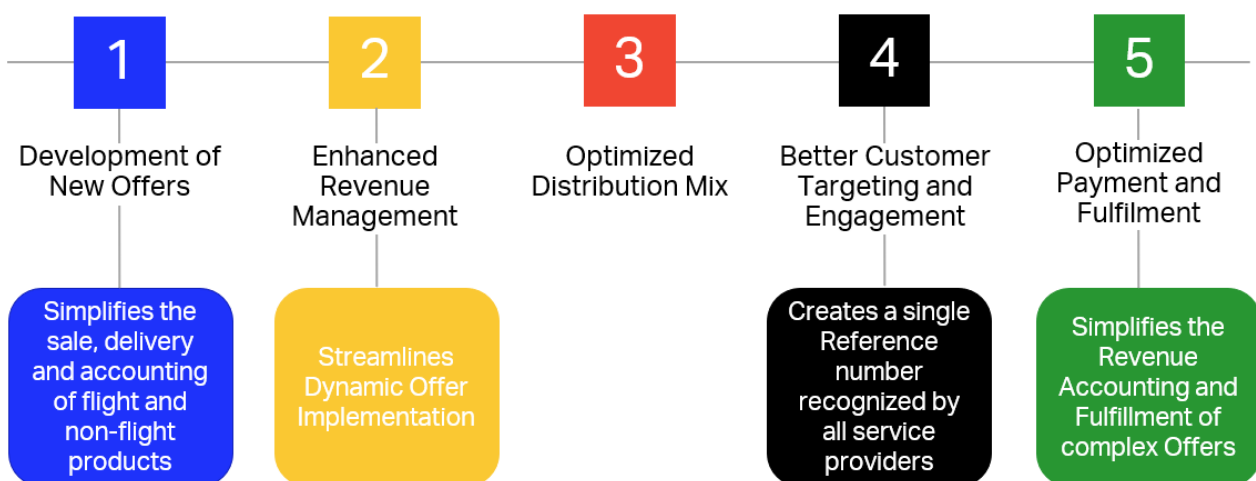 1
Development of
New Offers
Simplifies the
sale, delivery
and accounting
of flight and
non-flight
products
2
Enhanced
Revenue
Management
Streamlines
Dynamic Offer
Implementation
3
Optimized
Distribution Mix
4
Better Customer
Targeting and
Engagement
Creates a single
Reference
number
recognized by
all service
providers
5
Optimized
Payment and
Fulfilment
Simplifies the
Revenue
Accounting and
Fulfillment of
complex Offers